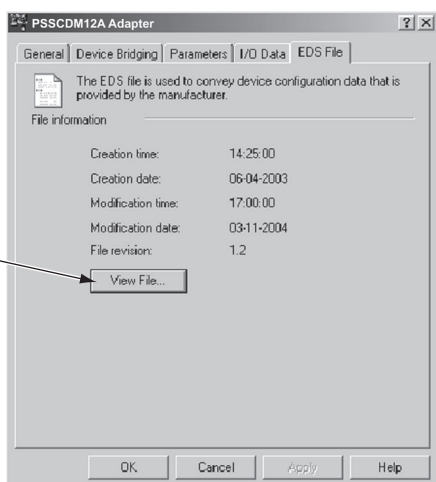 PSSCDM12A Adapter
General Device Bridging Parameters I/O Data EDS File
The EDS file is used to convey device configuration data that is
provided by the manufacturer.
File information
Creation time: 14:25:00
Creation date: 06-04-2003
Modification time: 17:00:00
Modification date: 03-11-2004
File revision: 1.2
View File...
OK Cancel Apply Help